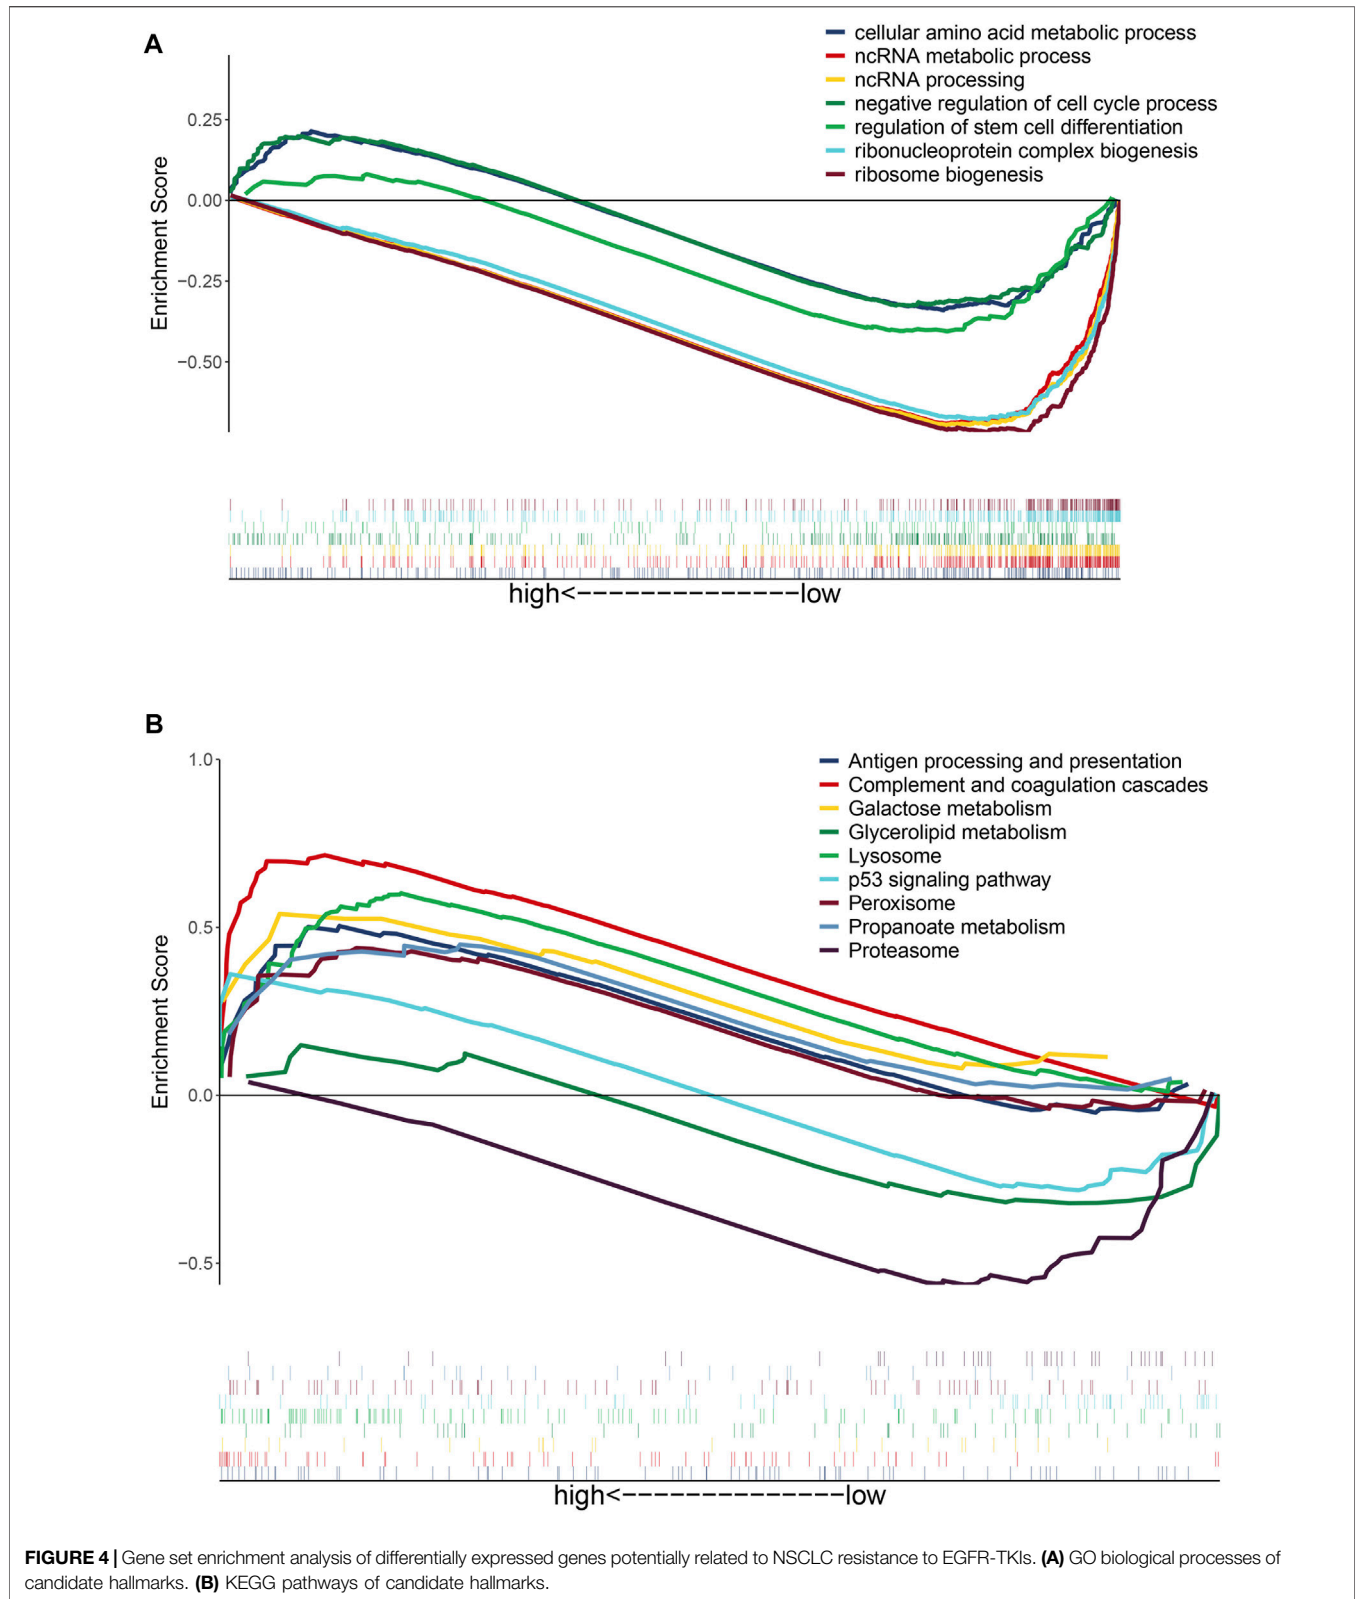 A
cellular amino acid metabolic process
ncRNA metabolic process
ncRNA processing
negative regulation of cell cycle process
regulation of stem cell differentiation
ribonucleoprotein complex biogenesis
ribosome biogenesis
Enrichment Score
0.25
0.00
−0.25
−0.50
high<--------------low
B
Antigen processing and presentation
Complement and coagulation cascades
Galactose metabolism
Glycerolipid metabolism
Lysosome
p53 signaling pathway
Peroxisome
Propanoate metabolism
Proteasome
Enrichment Score
1.0
0.5
0.0
−0.5
high<--------------low
FIGURE 4 | Gene set enrichment analysis of differentially expressed genes potentially related to NSCLC resistance to EGFR-TKIs. (A) GO biological processes of
candidate hallmarks. (B) KEGG pathways of candidate hallmarks.